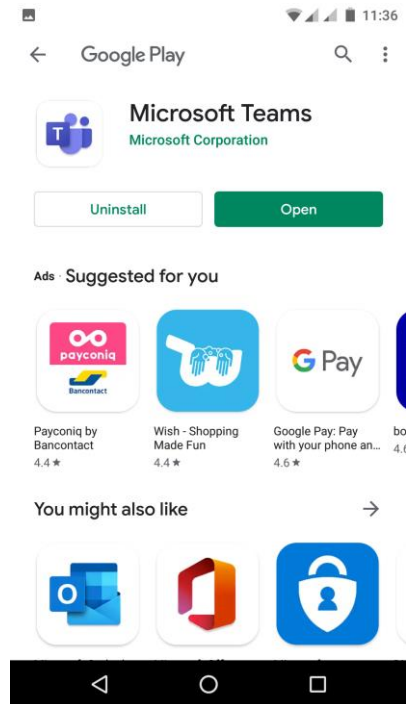 11:36
Google Play
T
Microsoft Teams
Microsoft Corporation
Uninstall
Open
Ads · Suggested for you
payconiq
Bancontact
G Pay
Payconiq by
Bancontact
4.4 ★
Wish - Shopping
Made Fun
4.4 ★
Google Pay: Pay
with your phone an...
4.6 ★
bo
4.6
You might also like
O